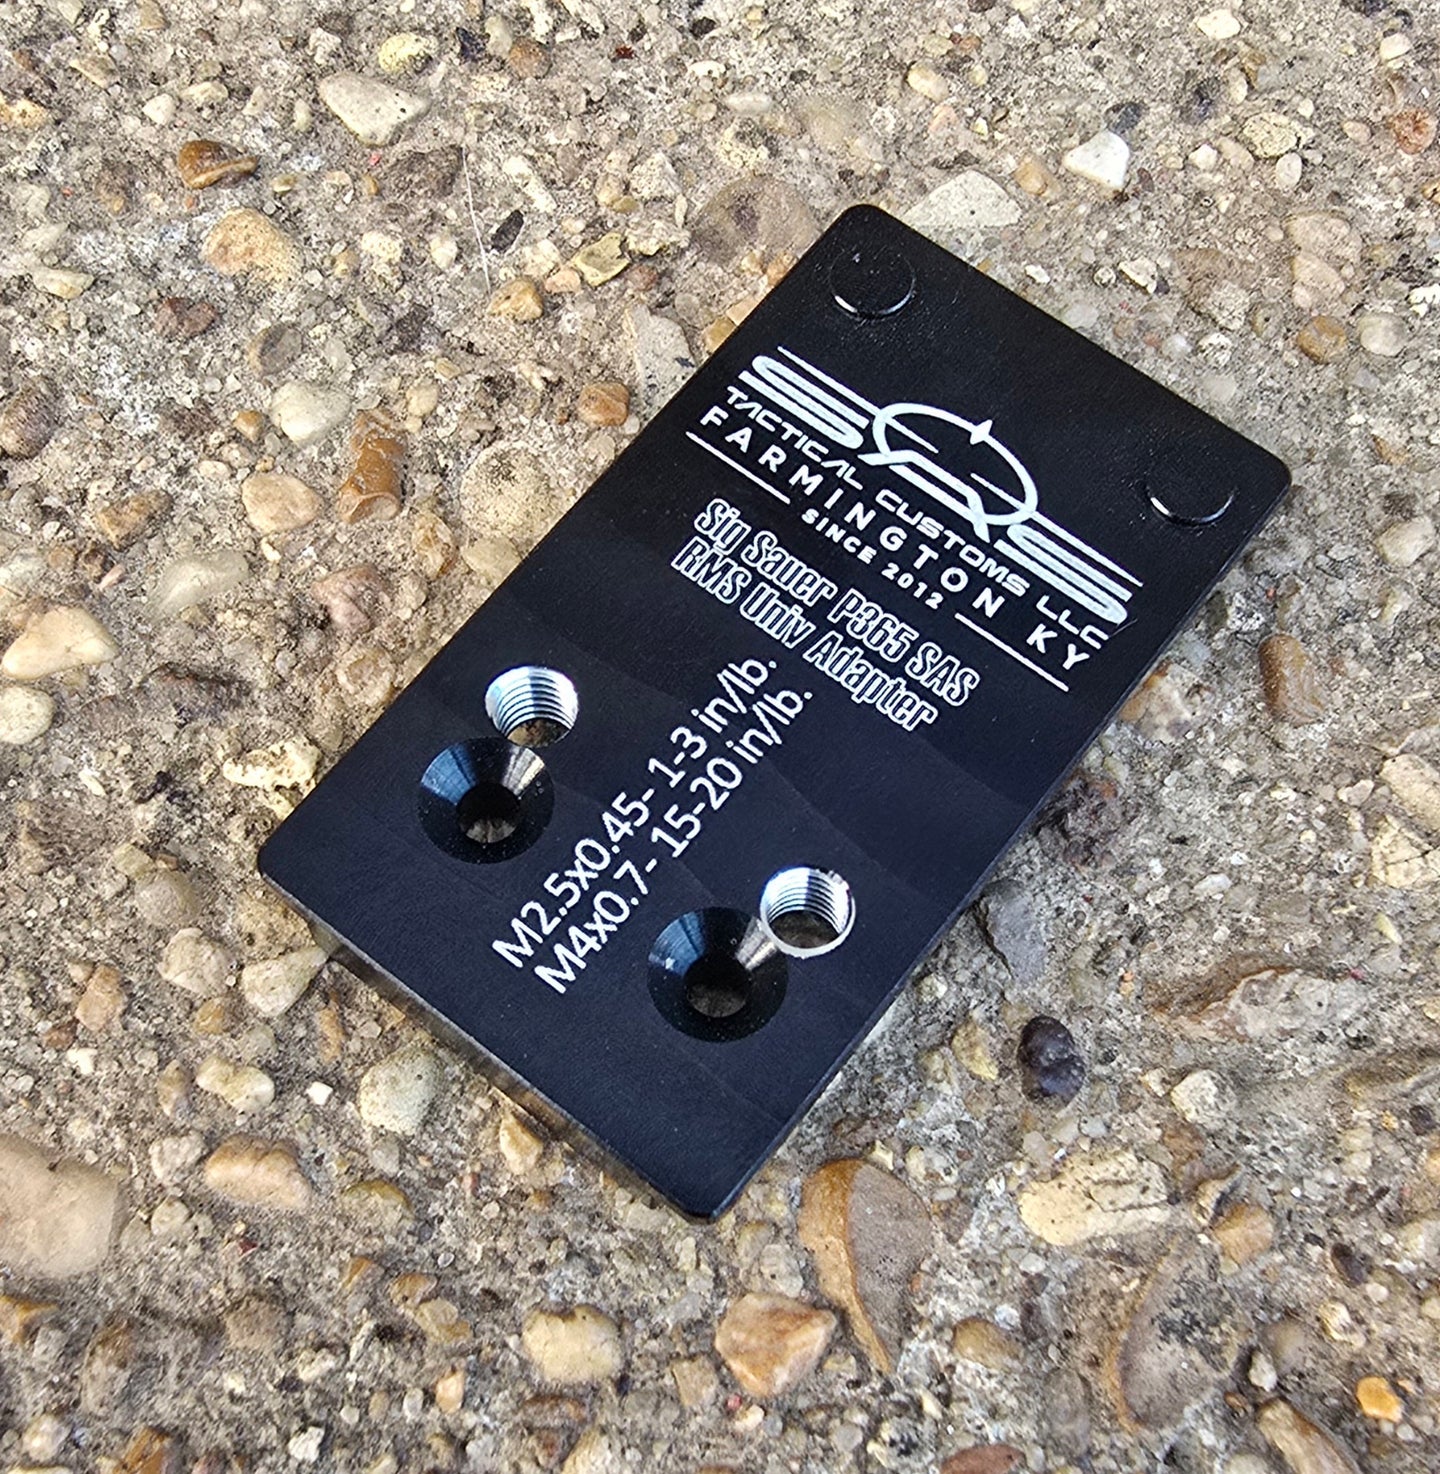 SRS
TACTICAL CUSTOMS LLC
FARMINGTON KY
SINCE 2012
Sig Sauer P365 SAS
RMS Univ Adapter
M2.5x0.45- 1-3 in/lb.
M4x0.7- 15-20 in/lb.